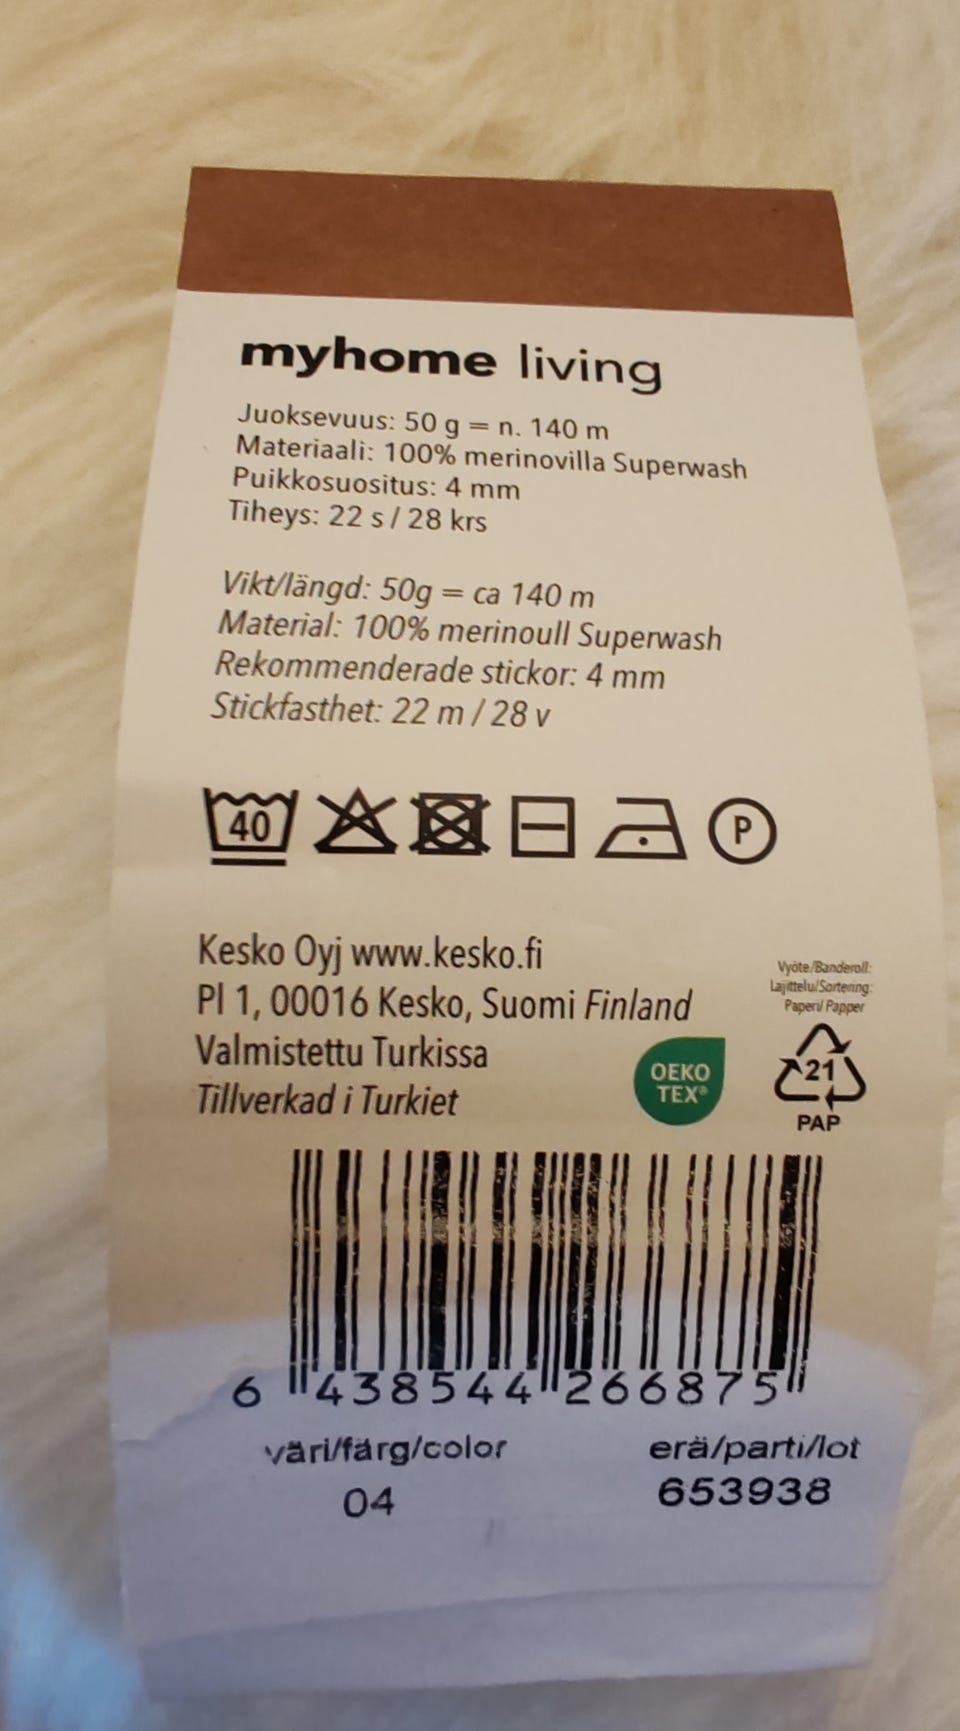 myhome living
Juoksevuus: 50 g = n. 140 m
Materiaali: 100% merinovilla Superwash
Puikkosuositus: 4 mm
Tiheys: 22 s / 28 krs
Vikt/längd: 50g = ca 140 m
Material: 100% merinoull Superwash
Rekommenderade stickor: 4 mm
Stickfasthet: 22 m / 28 v
40
P
Kesko Oyj www.kesko.fi
Pl 1, 00016 Kesko, Suomi Finland
Valmistettu Turkissa
Tillverkad i Turkiet
Vyöte/Banderoll:
Lajittelu/Sortering:
Paperi/ Papper
OEKO
TEX®
21
PAP
6 438544 266875
väri/färg/color
04
erä/parti/lot
653938